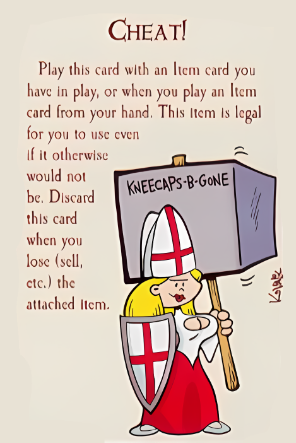 CHEAT!
Play this card with an Item card you
have in play, or when you play an Item
card from your hand. This item is legal
for you to use even
if it otherwise
would not
be. Discard
this card
when you
lose (sell,
etc.) the
attached item.
KNEECAPS-B-GONE
Kovalic